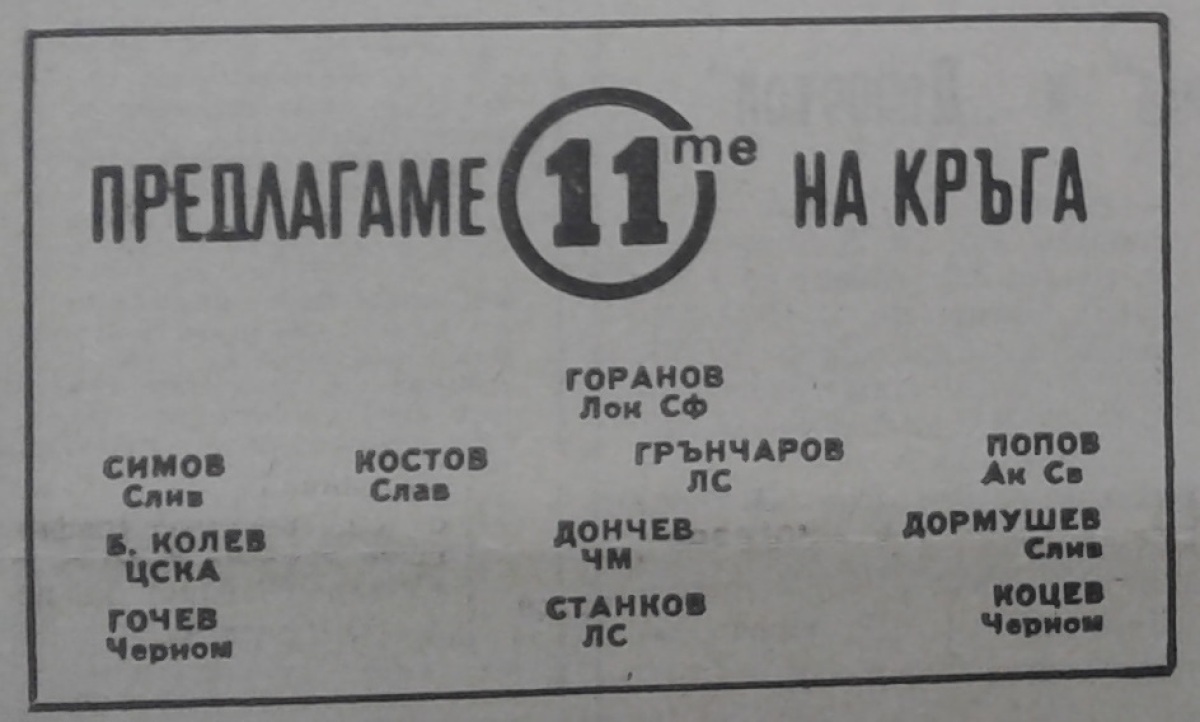 ПРЕДЛАГАМЕ 11те НА КРЪГА
ГОРАНОВ
Лок Сф
СИМОВ КОСТОВ ГРЪНЧАРОВ ПОПОВ
Слив Слав ЛС Ак Св
Б. КОЛЕВ ДОНЧЕВ ДОРМУШЕВ
ЦСКА ЧМ Слив
ГОЧЕВ СТАНКОВ КОЦЕВ
Черном ЛС Черном